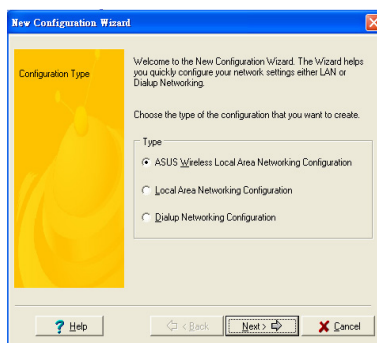 New Configuration Wizard
Configuration Type
Welcome to the New Configuration Wizard. The Wizard helps
you quickly configure your network settings either LAN or
Dialup Networking.
Choose the type of the configuration that you want to create.
Type
ASUS Wireless Local Area Networking Configuration
Local Area Networking Configuration
Dialup Networking Configuration
? Help
< Back
Next >
Cancel